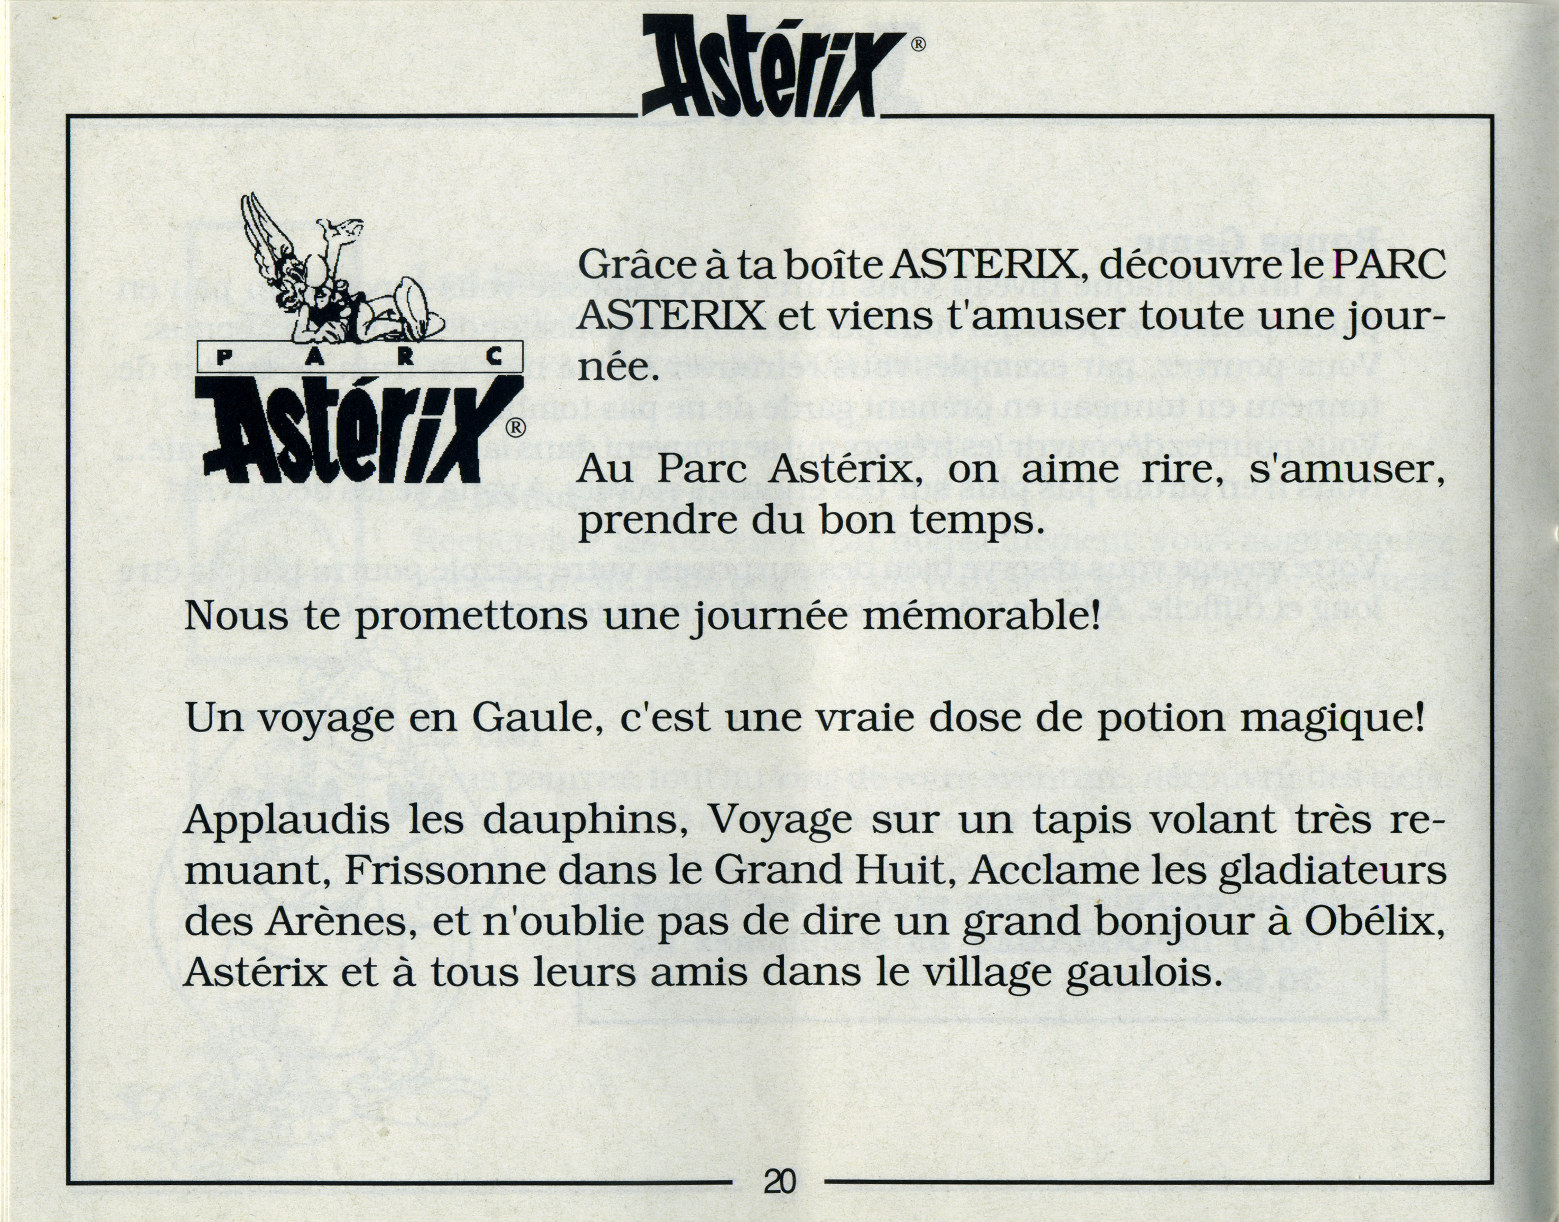 Astérix®
PARC
Astérix®
Grâce à ta boîte ASTERIX, découvre le PARC
ASTERIX et viens t'amuser toute une jour-
née.
Au Parc Astérix, on aime rire, s'amuser,
prendre du bon temps.
Nous te promettons une journée mémorable!
Un voyage en Gaule, c'est une vraie dose de potion magique!
Applaudis les dauphins, Voyage sur un tapis volant très re-
muant, Frissonne dans le Grand Huit, Acclame les gladiateurs
des Arènes, et n'oublie pas de dire un grand bonjour à Obélix,
Astérix et à tous leurs amis dans le village gaulois.
20